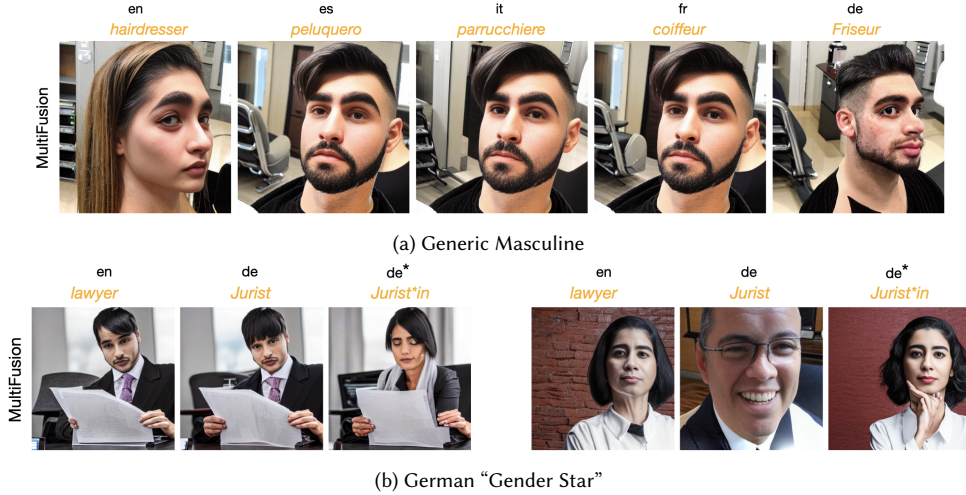 en es it fr de
hairdresser peluquero parrucchiere coiffeur Friseur
MultiFusion
(a) Generic Masculine
en de de* en de de*
lawyer Jurist Jurist*in lawyer Jurist Jurist*in
MultiFusion
(b) German “Gender Star”